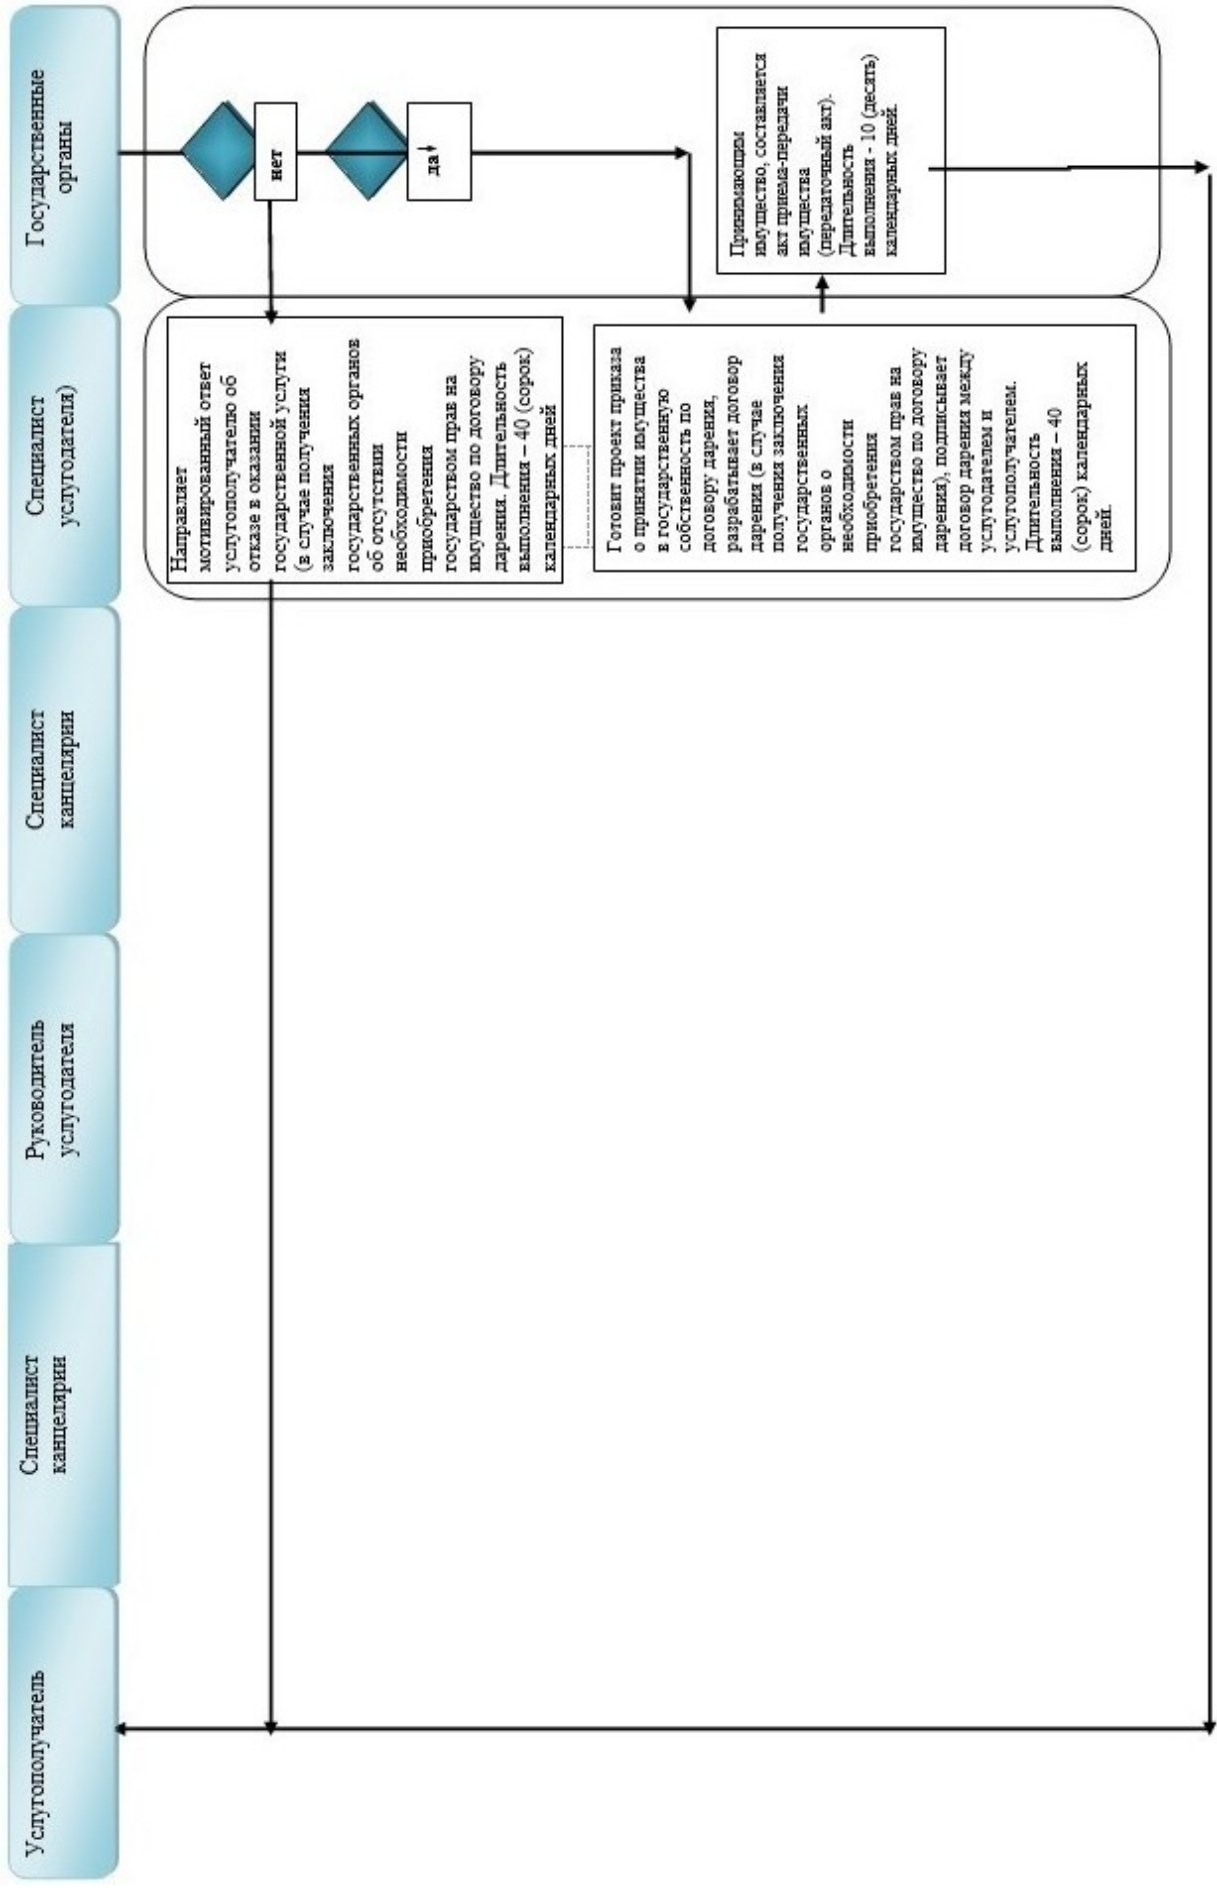 Услугополучатель
Специалист
канцелярии
Руководитель
услугодателя
Специалист
канцелярии
Специалист
услугодателя)
Государственные
органы
нет
да
Направляет
мотивированный ответ
услугополучателю об
отказе в оказании
государственной услуги
(в случае получения
заключения
государственных органов
об отсутствии
необходимости
приобретения
государством прав на
имущество по договору
дарения. Длительность
выполнения – 40 (сорок)
календарных дней
Готовит проект приказа
о принятии имущества
в государственную
собственность по
договору дарения,
разрабатывает договор
дарения (в случае
получения заключения
государственных
органов о
необходимости
приобретения
государством прав на
имущество по договору
дарения), подписывает
договор дарения между
услугодателем и
услугополучателем.
Длительность
выполнения – 40
(сорок) календарных
дней.
Принимающим
имущество, составляется
акт приема-передачи
имущества
(передаточный акт).
Длительность
выполнения - 10 (десять)
календарных дней.